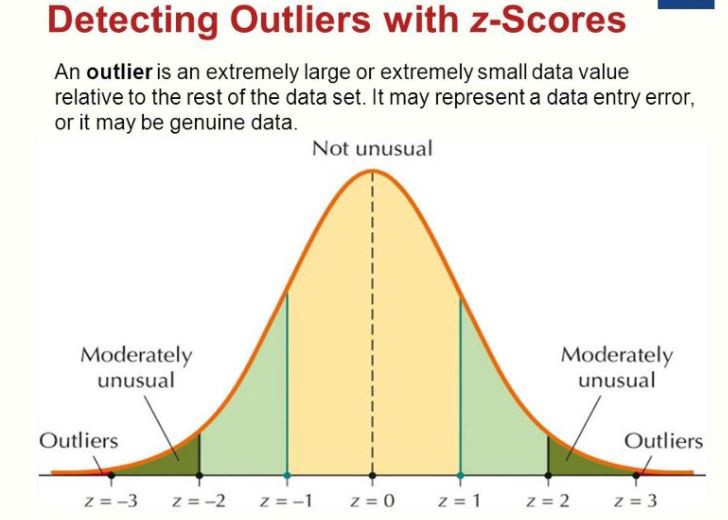 Detecting Outliers with z-Scores
An outlier is an extremely large or extremely small data value
relative to the rest of the data set. It may represent a data entry error,
or it may be genuine data.
Not unusual
Moderately
unusual
Moderately
unusual
Outliers
Outliers
z = –3 z = –2 z = –1 z = 0 z = 1 z = 2 z = 3